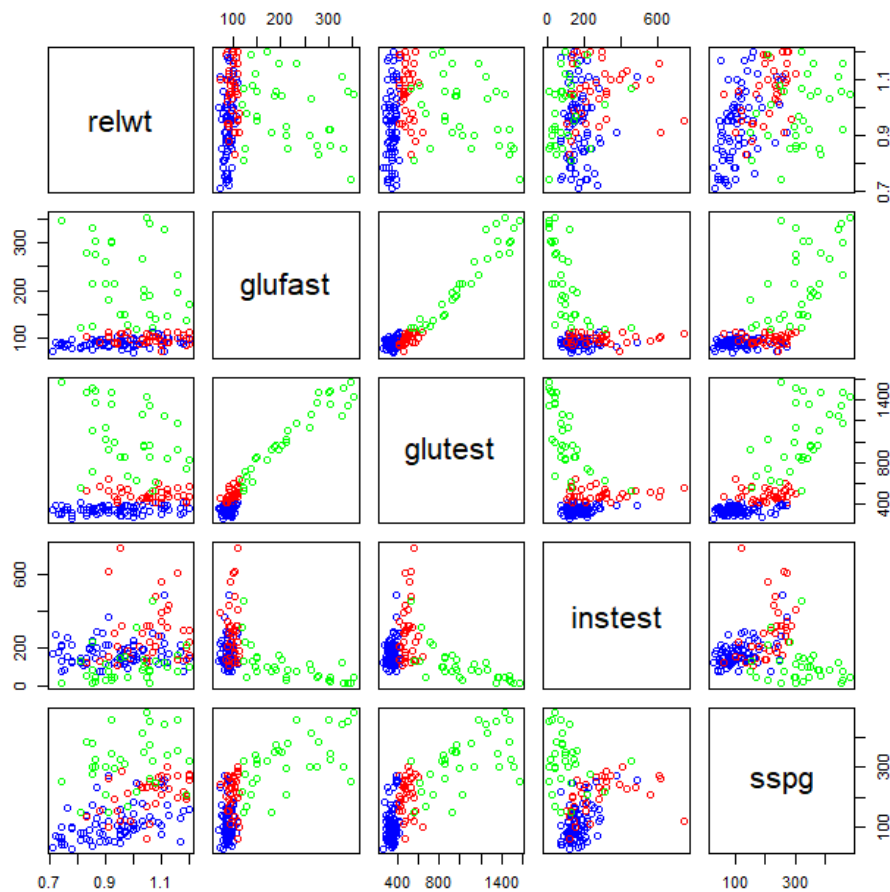 100 300 0 200 600
relwt 0.7 0.9 1.1
100 200 300 glufast
glutest 400 800 1400
0 200 600 instest
sspg 100 300
0.7 0.9 1.1 400 800 1400 100 300